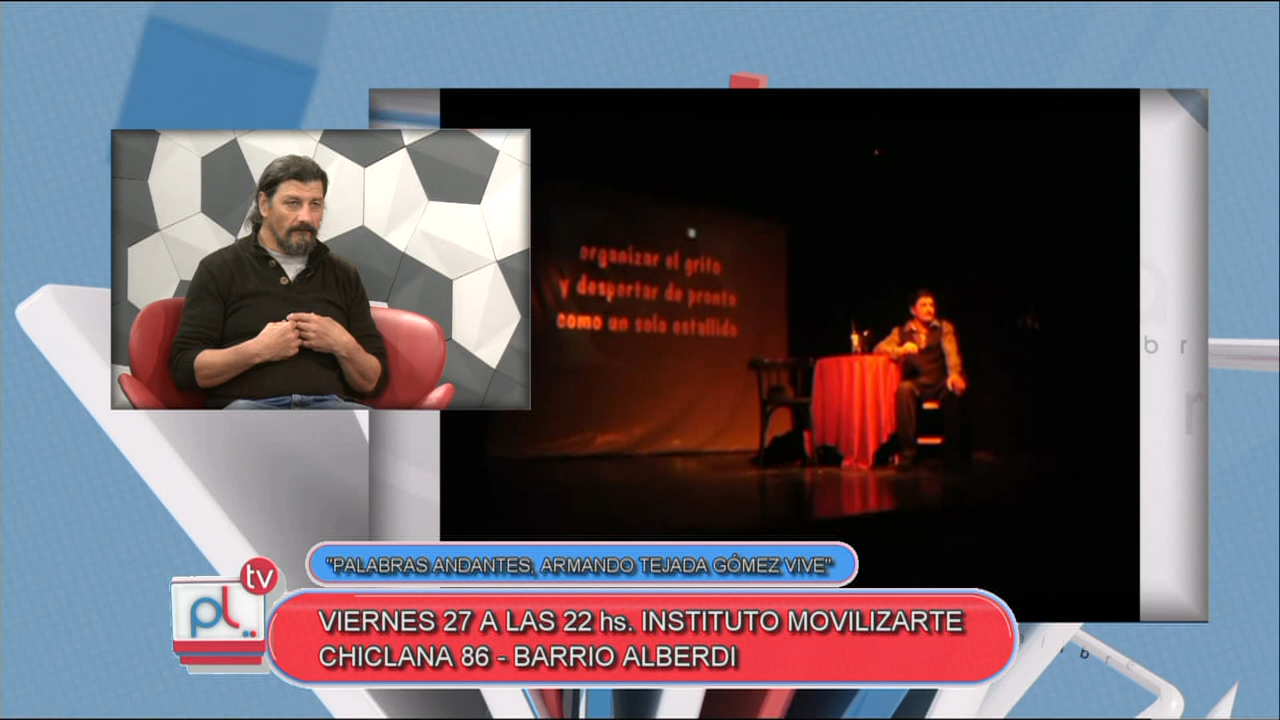 organizar el grito
y despertar de pronto
como un solo estallido
b r
"PALABRAS ANDANTES, ARMANDO TEJADA GÓMEZ VIVE"
tv
pL..
VIERNES 27 A LAS 22 hs. INSTITUTO MOVILIZARTE
CHICLANA 86 - BARRIO ALBERDI
libre